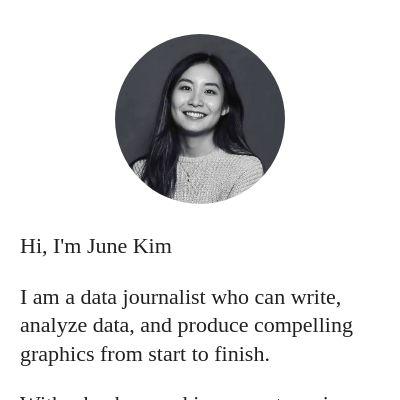 Hi, I'm June Kim
I am a data journalist who can write,
analyze data, and produce compelling
graphics from start to finish.